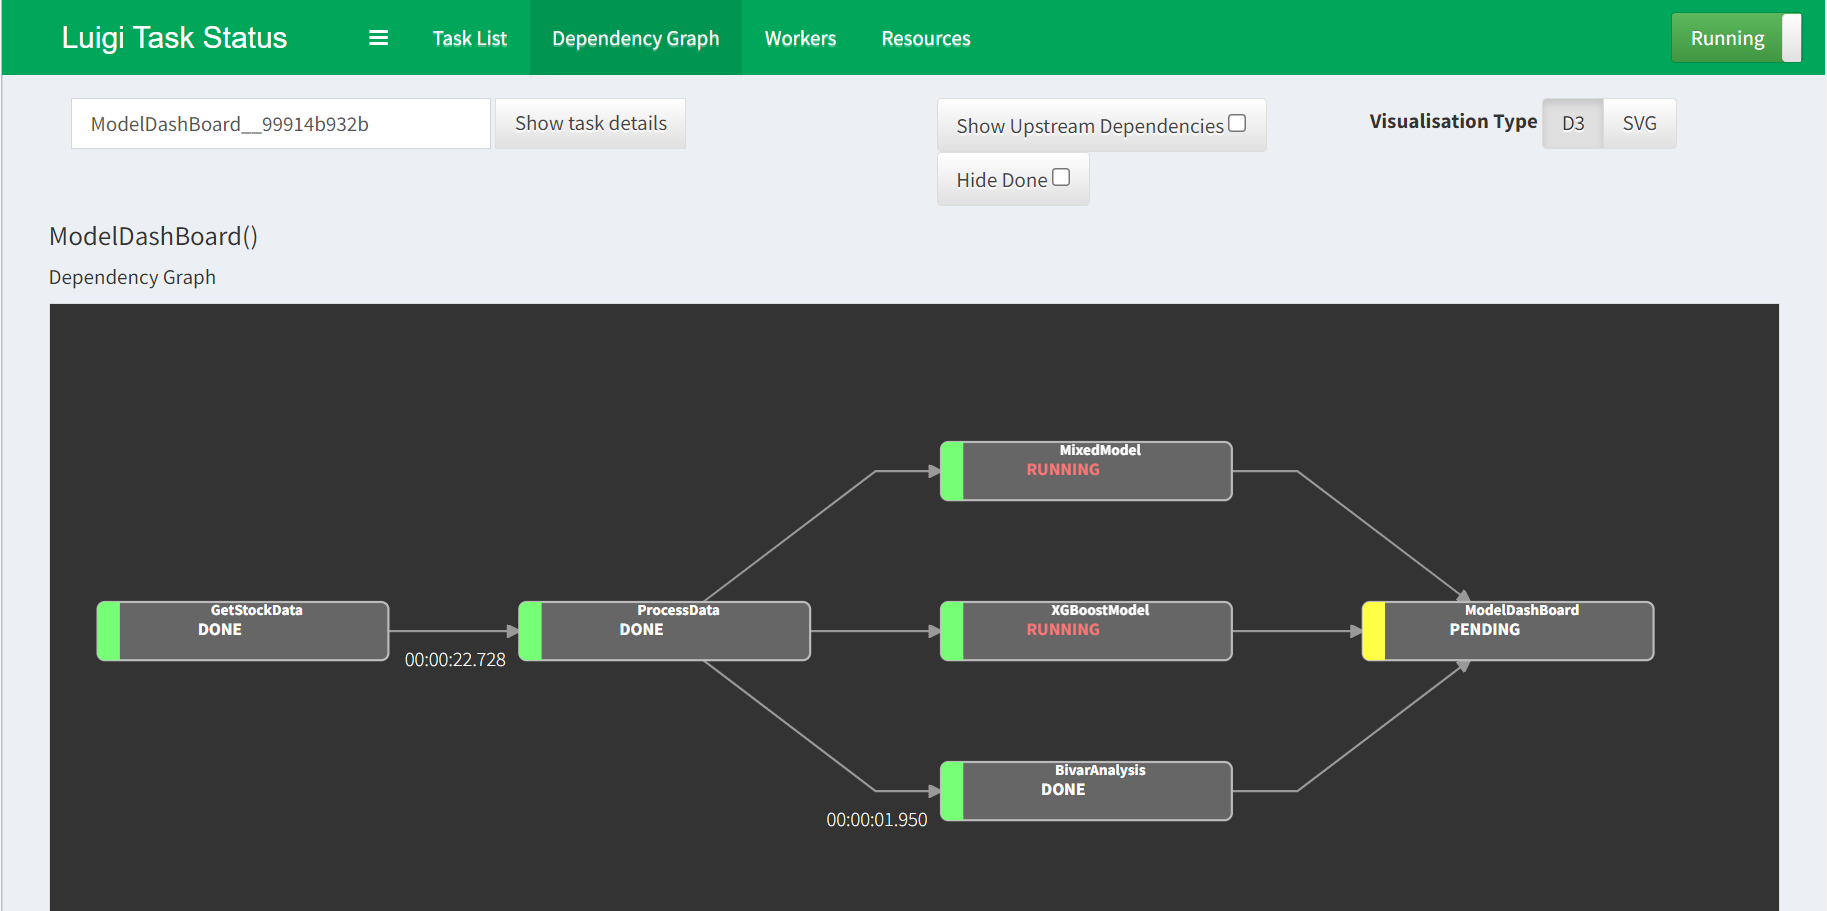 Luigi Task Status
Task List
Dependency Graph
Workers
Resources
Running
ModelDashBoard__99914b932b
Show task details
Show Upstream Dependencies
Hide Done
Visualisation Type
D3
SVG
ModelDashBoard()
Dependency Graph
MixedModel
RUNNING
GetStockData
DONE
00:00:22.728
ProcessData
DONE
XGBoostModel
RUNNING
ModelDashBoard
PENDING
BivarAnalysis
DONE
00:00:01.950